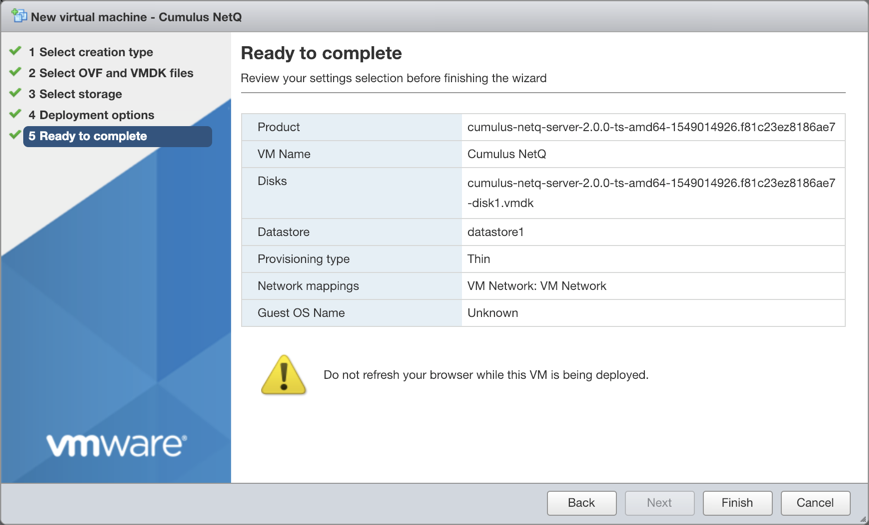 New virtual machine - Cumulus NetQ
1 Select creation type
2 Select OVF and VMDK files
3 Select storage
4 Deployment options
5 Ready to complete
vmware®
Ready to complete
Review your settings selection before finishing the wizard
Product cumulus-netq-server-2.0.0-ts-amd64-1549014926.f81c23ez8186ae7
VM Name Cumulus NetQ
Disks cumulus-netq-server-2.0.0-ts-amd64-1549014926.f81c23ez8186ae7
-disk1.vmdk
Datastore datastore1
Provisioning type Thin
Network mappings VM Network: VM Network
Guest OS Name Unknown
Do not refresh your browser while this VM is being deployed.
Back Next Finish Cancel